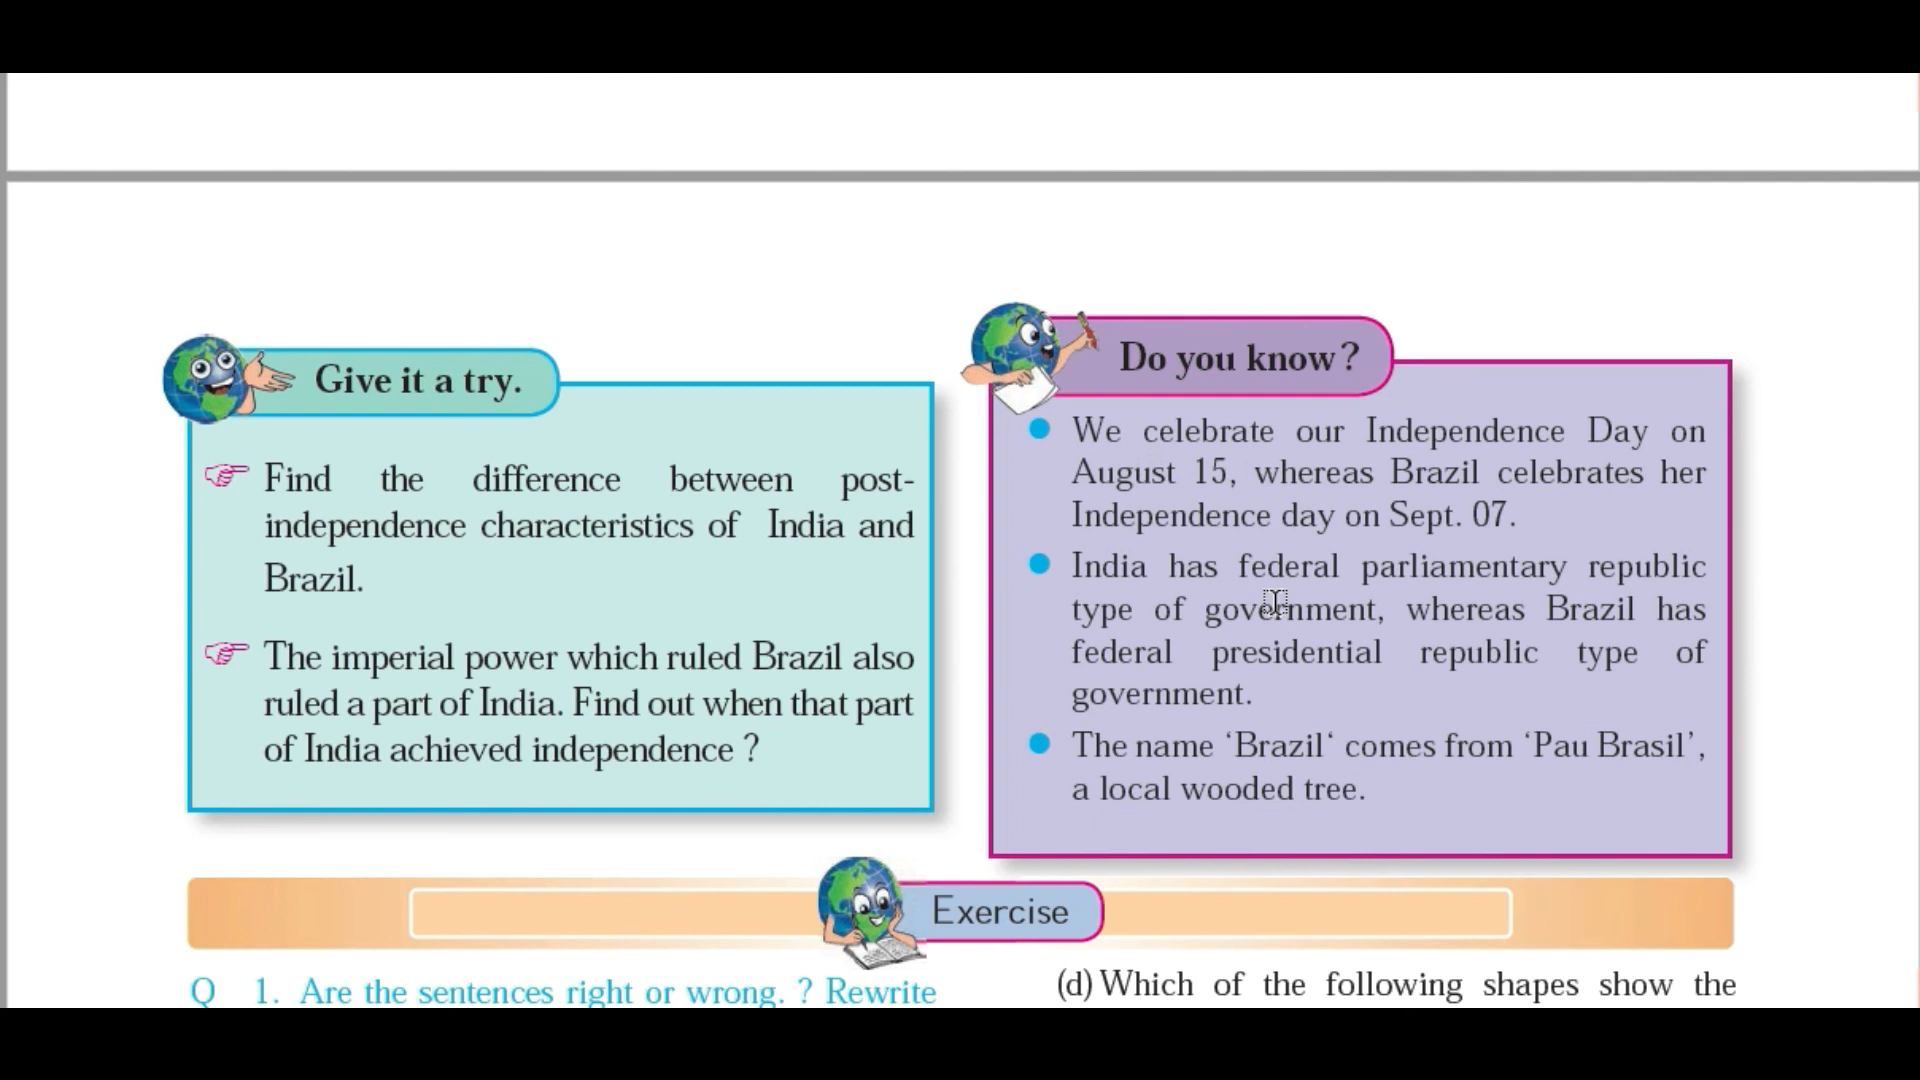 Give it a try.
Find the difference between post-
independence characteristics of India and
Brazil.
The imperial power which ruled Brazil also
ruled a part of India. Find out when that part
of India achieved independence ?
Do you know?
We celebrate our Independence Day on
August 15, whereas Brazil celebrates her
Independence day on Sept. 07.
India has federal parliamentary republic
type of government, whereas Brazil has
federal presidential republic type of
government.
The name ‘Brazil‘ comes from ‘Pau Brasil’,
a local wooded tree.
Exercise
Q 1. Are the sentences right or wrong. ? Rewrite
(d) Which of the following shapes show the